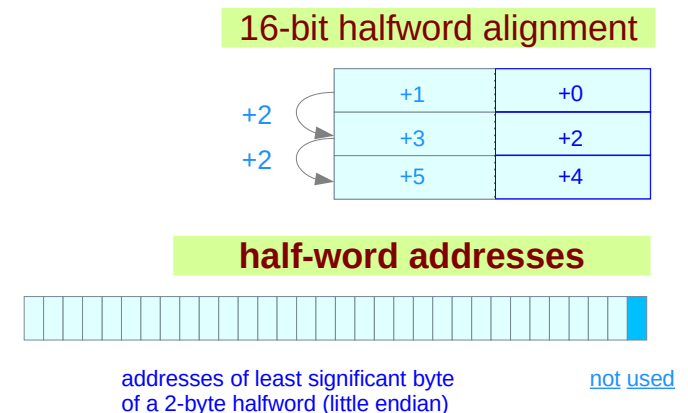 16-bit halfword alignment
+1 +0
+2
+3 +2
+2
+5 +4
half-word addresses
addresses of least significant byte not used
of a 2-byte halfword (little endian)